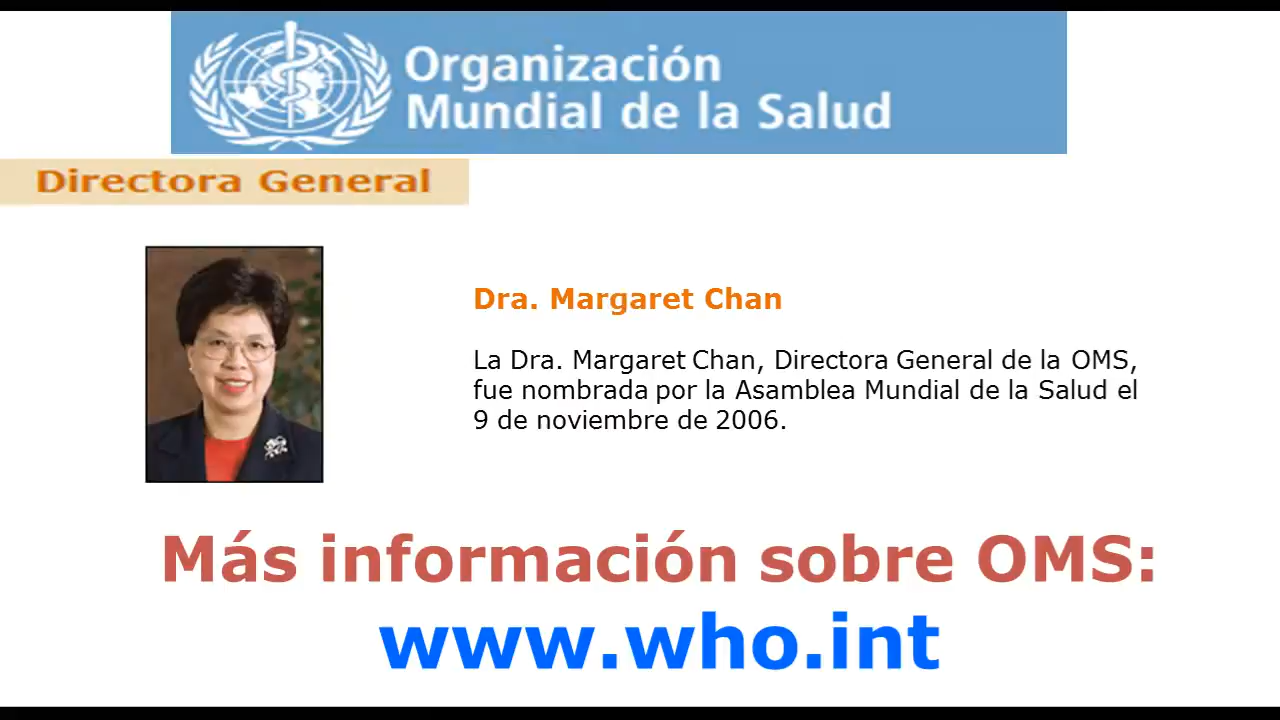 Organización
Mundial de la Salud
Directora General
Dra. Margaret Chan
La Dra. Margaret Chan, Directora General de la OMS,
fue nombrada por la Asamblea Mundial de la Salud el
9 de noviembre de 2006.
Más información sobre OMS:
www.who.int